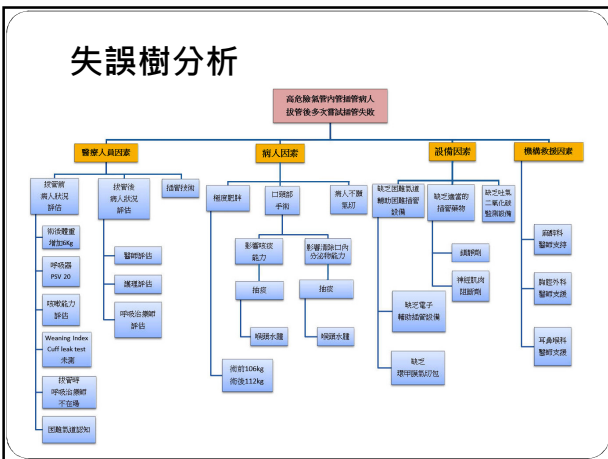 失誤樹分析
高危險氣管內管插管病人
拔管後多次嘗試插管失敗
醫療人員因素
病人因素
設備因素
機構救援因素
拔管前
病人狀況
評估
拔管後
病人狀況
評估
插管技術
極度肥胖
口頸部
手術
病人不願
氣切
缺乏困難氣道
輔助困難插管
設備
缺乏適當的
插管藥物
缺乏吐氣
二氧化碳
監測設備
術後體重
增加6Kg
呼吸器
PSV 20
咳嗽能力
評估
Weaning Index
Cuff leak test
未測
拔管時
呼吸治療師
不在場
困難氣道認知
醫師評估
護理評估
呼吸治療師
評估
影響咳痰
能力
抽痰
喉頭水腫
影響清除口內
分泌物能力
抽痰
喉頭水腫
術前106kg
術後112kg
缺乏電子
輔助插管設備
缺乏
環甲膜氣切包
鎮靜劑
神經肌肉
阻斷劑
麻醉科
醫師支持
胸腔外科
醫師支援
耳鼻喉科
醫師支援